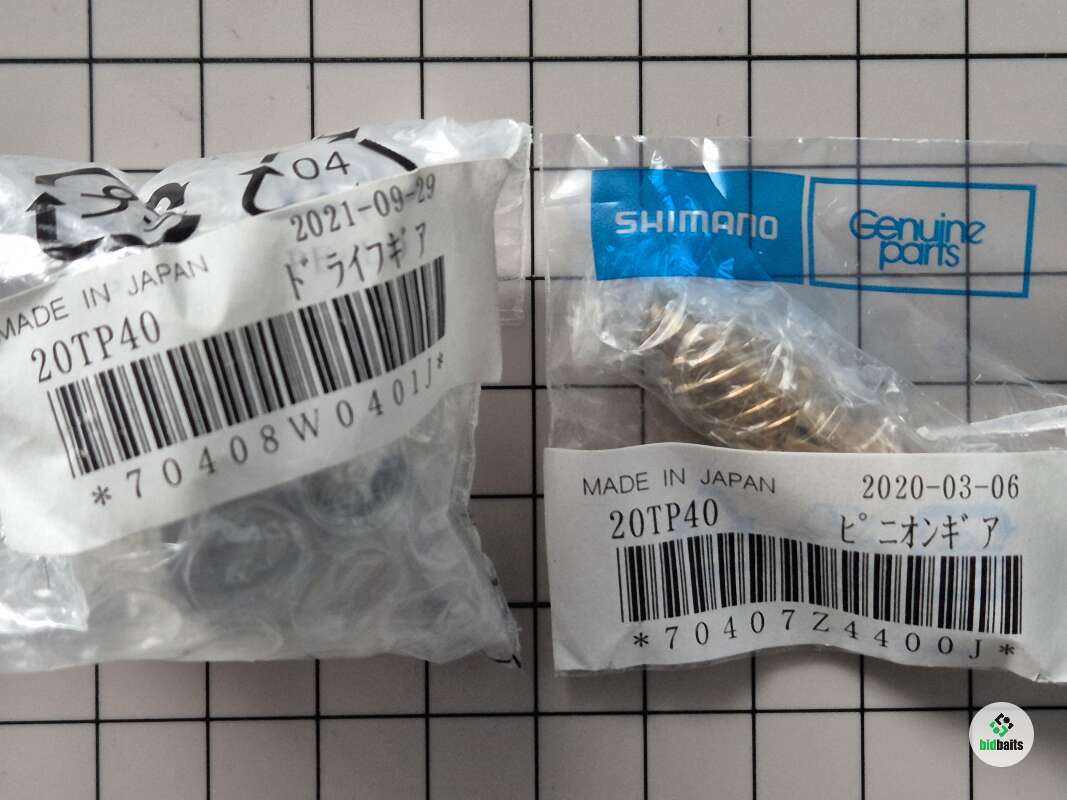 04
2021-09-29
ドライブギア
MADE IN JAPAN
20TP40
*70408W0401J*
SHIMANO
Genuine
parts
MADE IN JAPAN
2020-03-06
20TP40
ピニオンギア
*70407Z4400J*
bidbaits